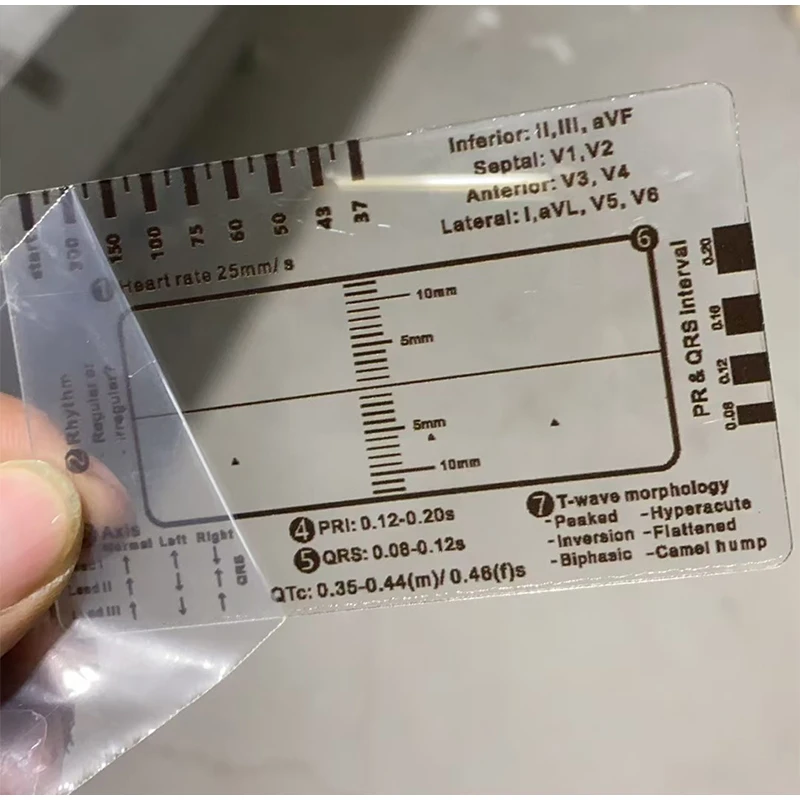 Inferior: II,III, aVF
Septal: V1,V2
Anterior: V3, V4
Lateral: I,aVL, V5, V6
start
300
150
100
75
60
50
43
37
1 Heart rate 25mm/s
6
10mm
5mm
5mm
10mm
PR & QRS Interval
0.20
0.16
0.12
0.08
2 Rhythm
- Regular or
- irregular?
Axis
Normal Left Right
Lead I ↑ ↑ ↓
Lead II ↑ ↓ ↑
Lead III ↑ ↓ ↑
QRS
4 PRI: 0.12-0.20s
5 QRS: 0.08-0.12s
QTc: 0.35-0.44(m)/ 0.46(f)s
7 T-wave morphology
-Peaked -Hyperacute
-Inversion -Flattened
-Biphasic -Camel hump